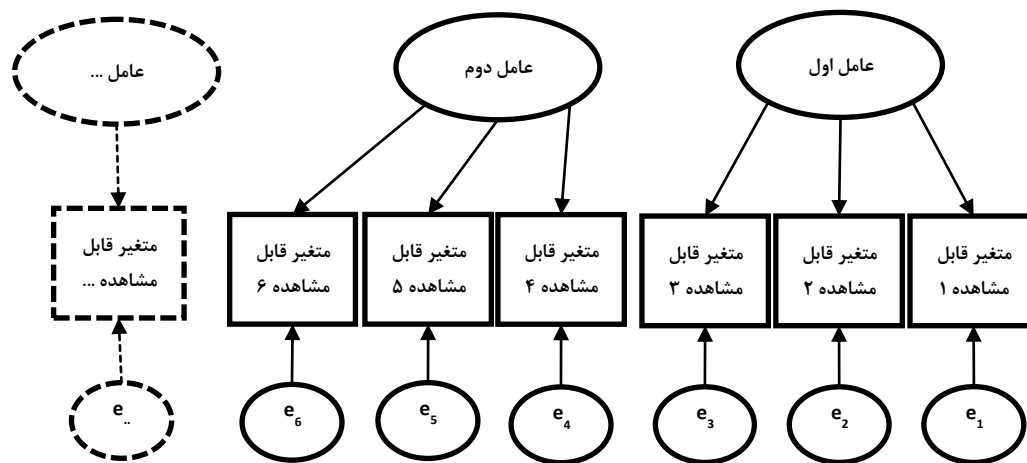 عامل اول
عامل دوم
عامل ...
متغیر قابل
مشاهده ۱
متغیر قابل
مشاهده ۲
متغیر قابل
مشاهده ۳
متغیر قابل
مشاهده ۴
متغیر قابل
مشاهده ۵
متغیر قابل
مشاهده ۶
متغیر قابل
مشاهده ...
e₁
e₂
e₃
e₄
e₅
e₆
e..